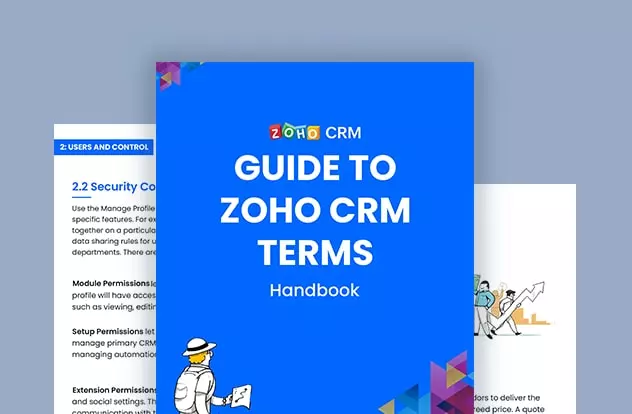 ZOHO CRM
GUIDE TO
ZOHO CRM
TERMS
Handbook
2: USERS AND CONTROL
2.2 Security Co
Use the Manage Profile
specific features. For ex
together on a particula
data sharing rules for u
departments. There are
Module Permissions le
profile will have acces
such as viewing, editin
Setup Permissions let
manage primary CRM
managing automation
Extension Permissions
and social settings. Th
communication with t
dors to deliver the
reed price. A quote